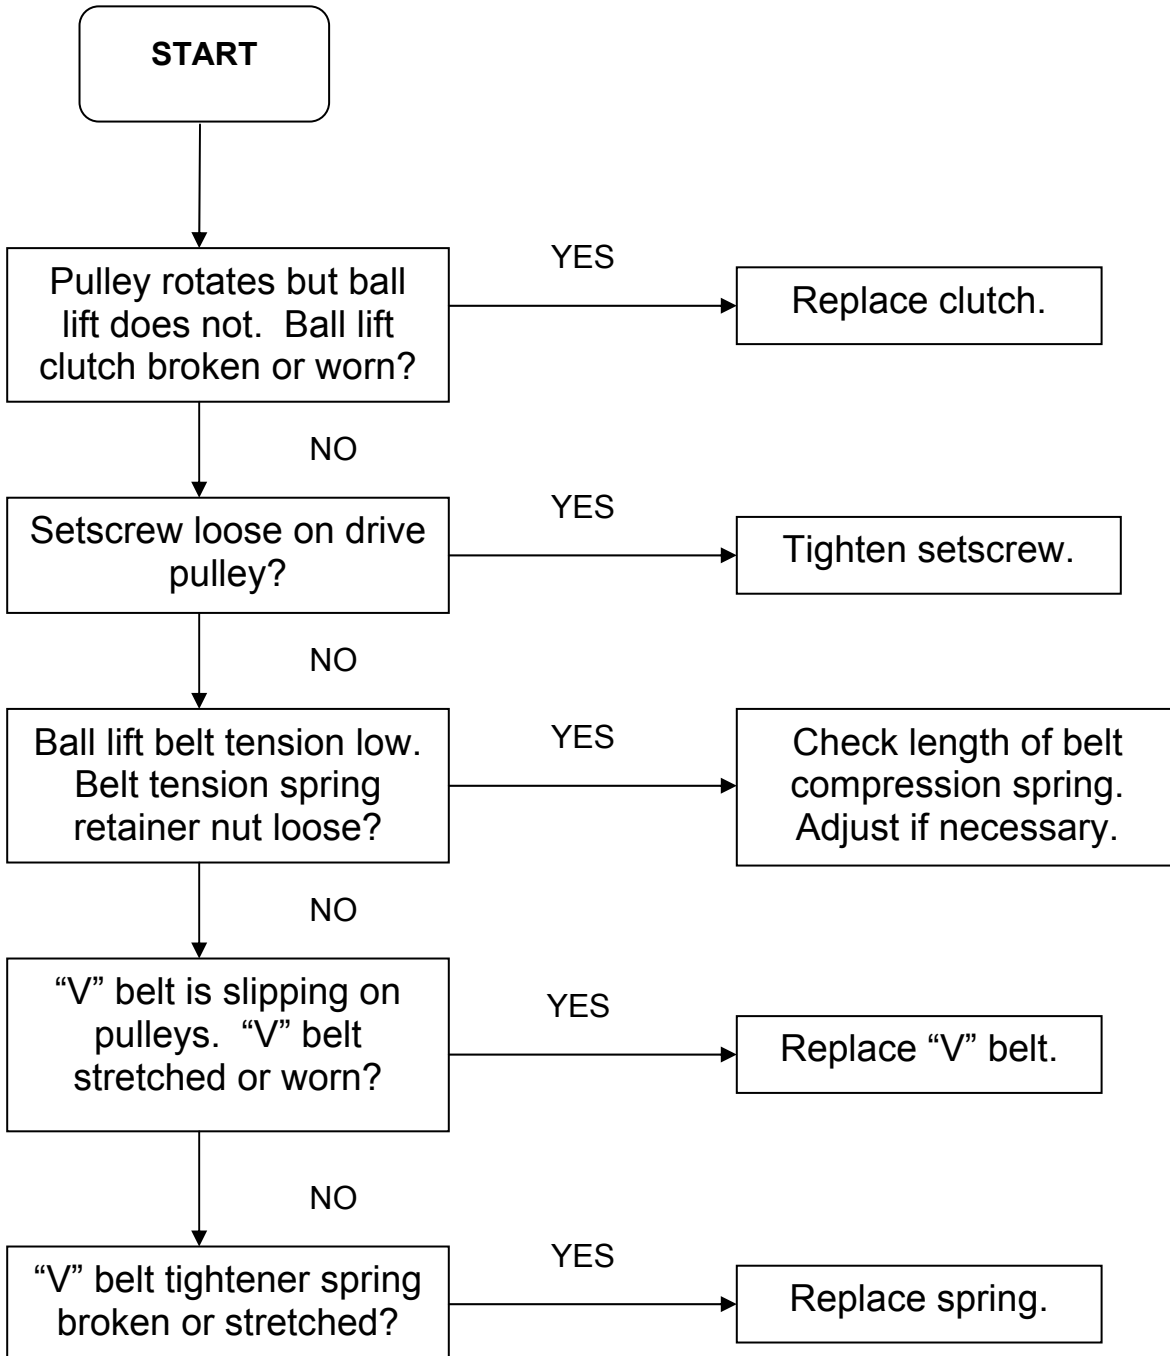 START
Pulley rotates but ball
lift does not. Ball lift
clutch broken or worn?
YES
Replace clutch.
NO
Setscrew loose on drive
pulley?
YES
Tighten setscrew.
NO
Ball lift belt tension low.
Belt tension spring
retainer nut loose?
YES
Check length of belt
compression spring.
Adjust if necessary.
NO
“V” belt is slipping on
pulleys. “V” belt
stretched or worn?
YES
Replace “V” belt.
NO
“V” belt tightener spring
broken or stretched?
YES
Replace spring.